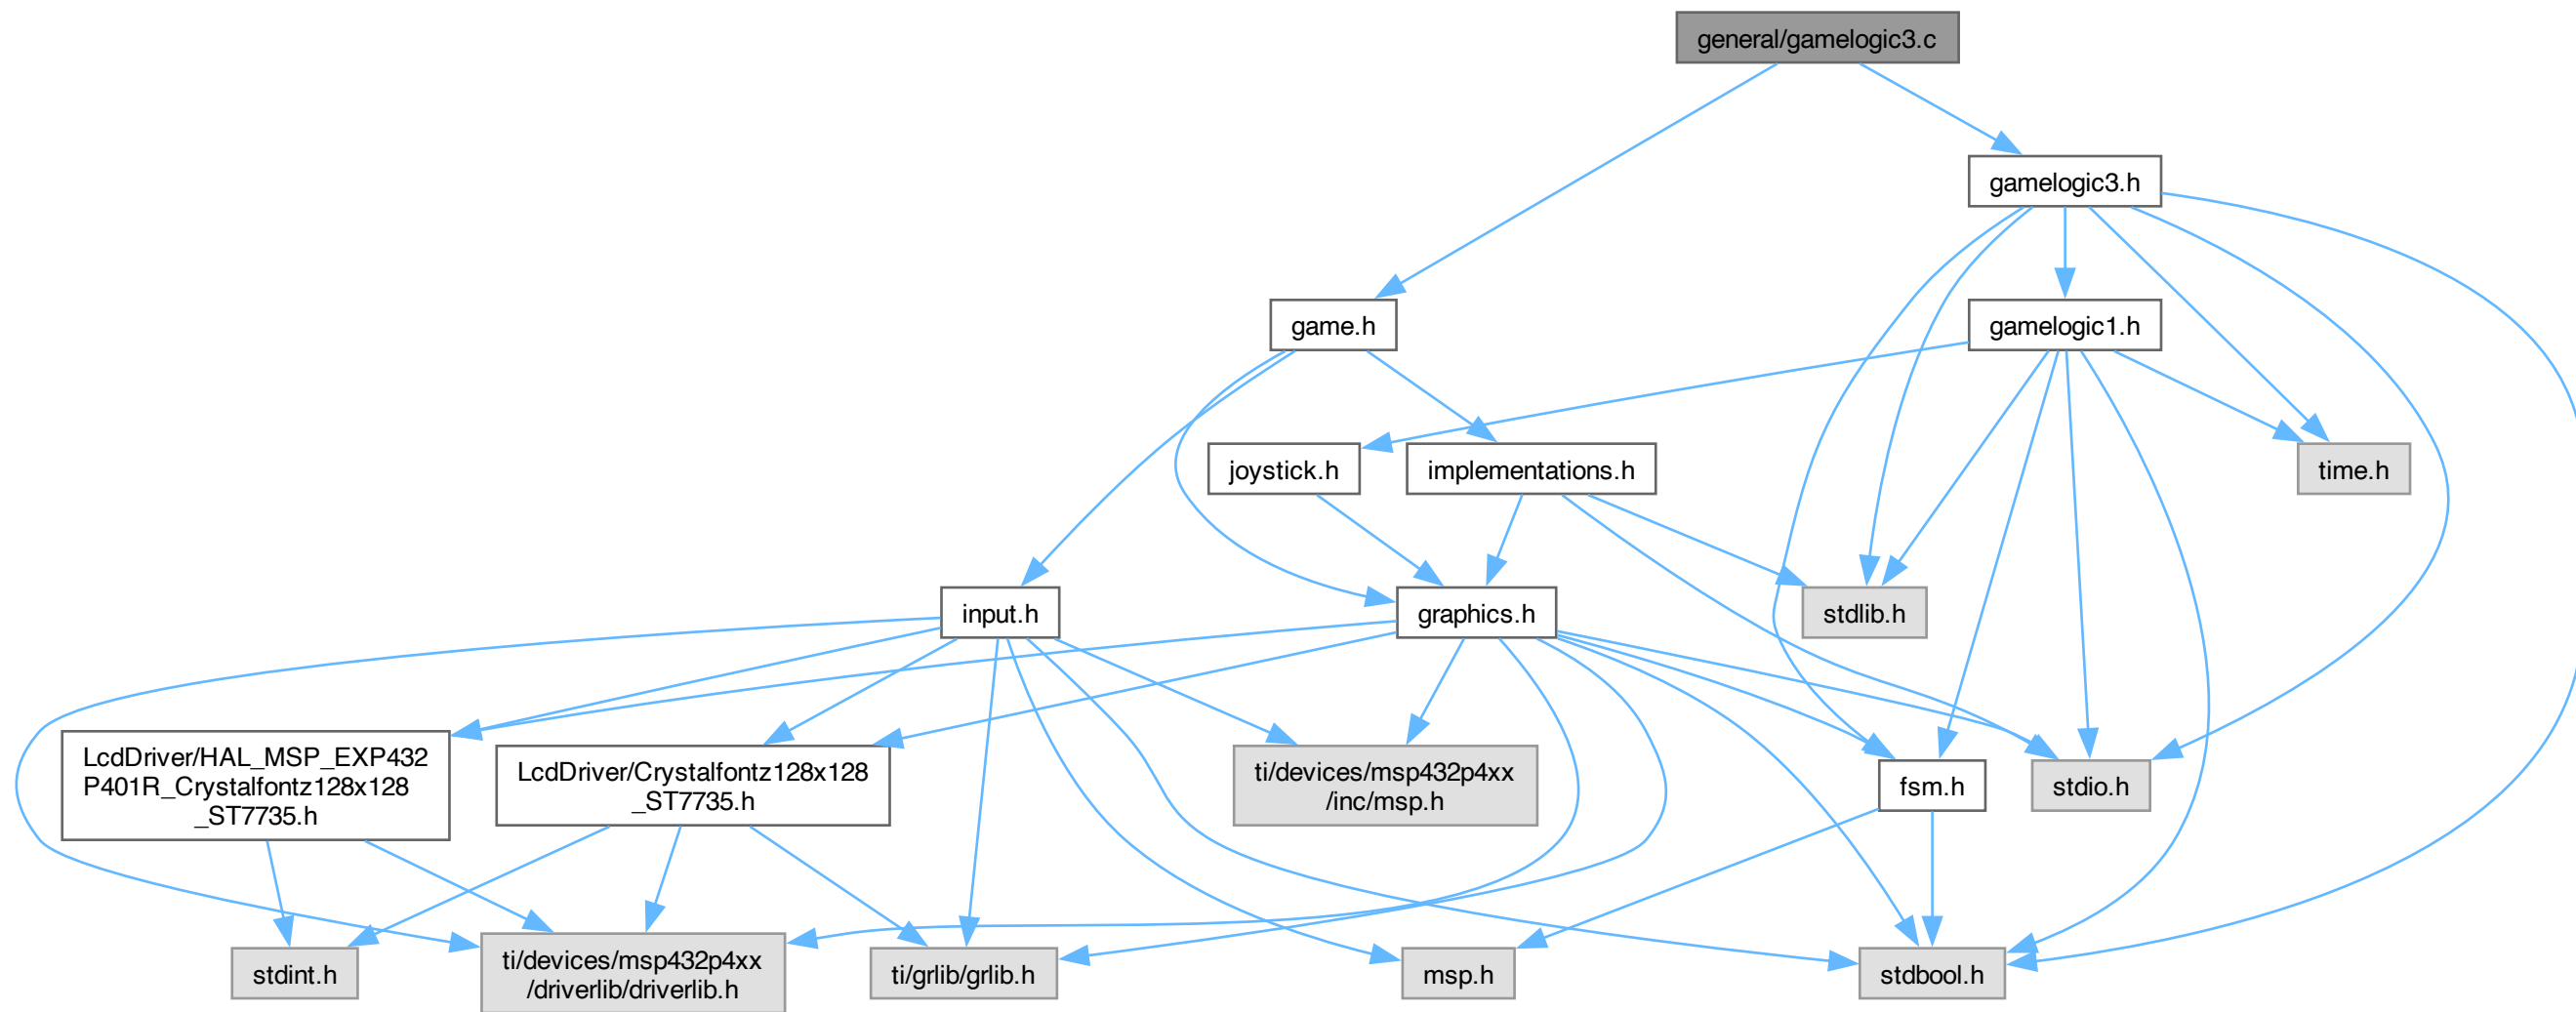 general/gamelogic3.c
gamelogic3.h
game.h
gamelogic1.h
joystick.h
implementations.h
time.h
input.h
graphics.h
stdlib.h
LcdDriver/HAL_MSP_EXP432
P401R_Crystalfontz128x128
_ST7735.h
LcdDriver/Crystalfontz128x128
_ST7735.h
ti/devices/msp432p4xx
/inc/msp.h
fsm.h
stdio.h
stdint.h
ti/devices/msp432p4xx
/driverlib/driverlib.h
ti/grlib/grlib.h
msp.h
stdbool.h